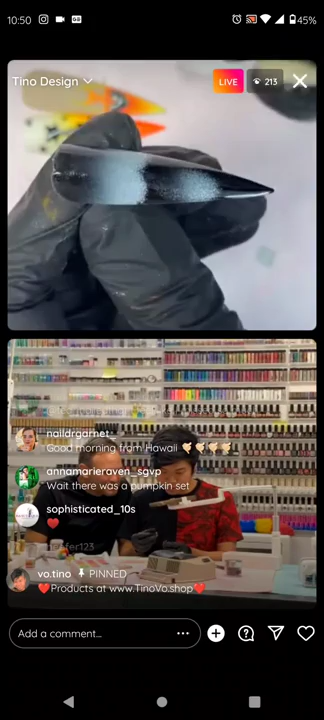 10:50
45%
Tino Design
LIVE
213
nailldrgarnet
Good morning from Hawaii
annamarieraven_sgvp
Wait there was a pumpkin set
sophisticated_10s
vo.tino PINNED
Products at www.TinoVo.shop
Add a comment...